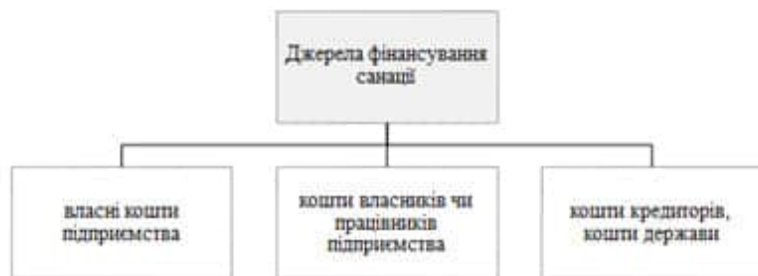 Джерела фінансування
санації
власні кошти
підприємства
кошти власників чи
працівників
підприємства
кошти кредиторів,
кошти держави